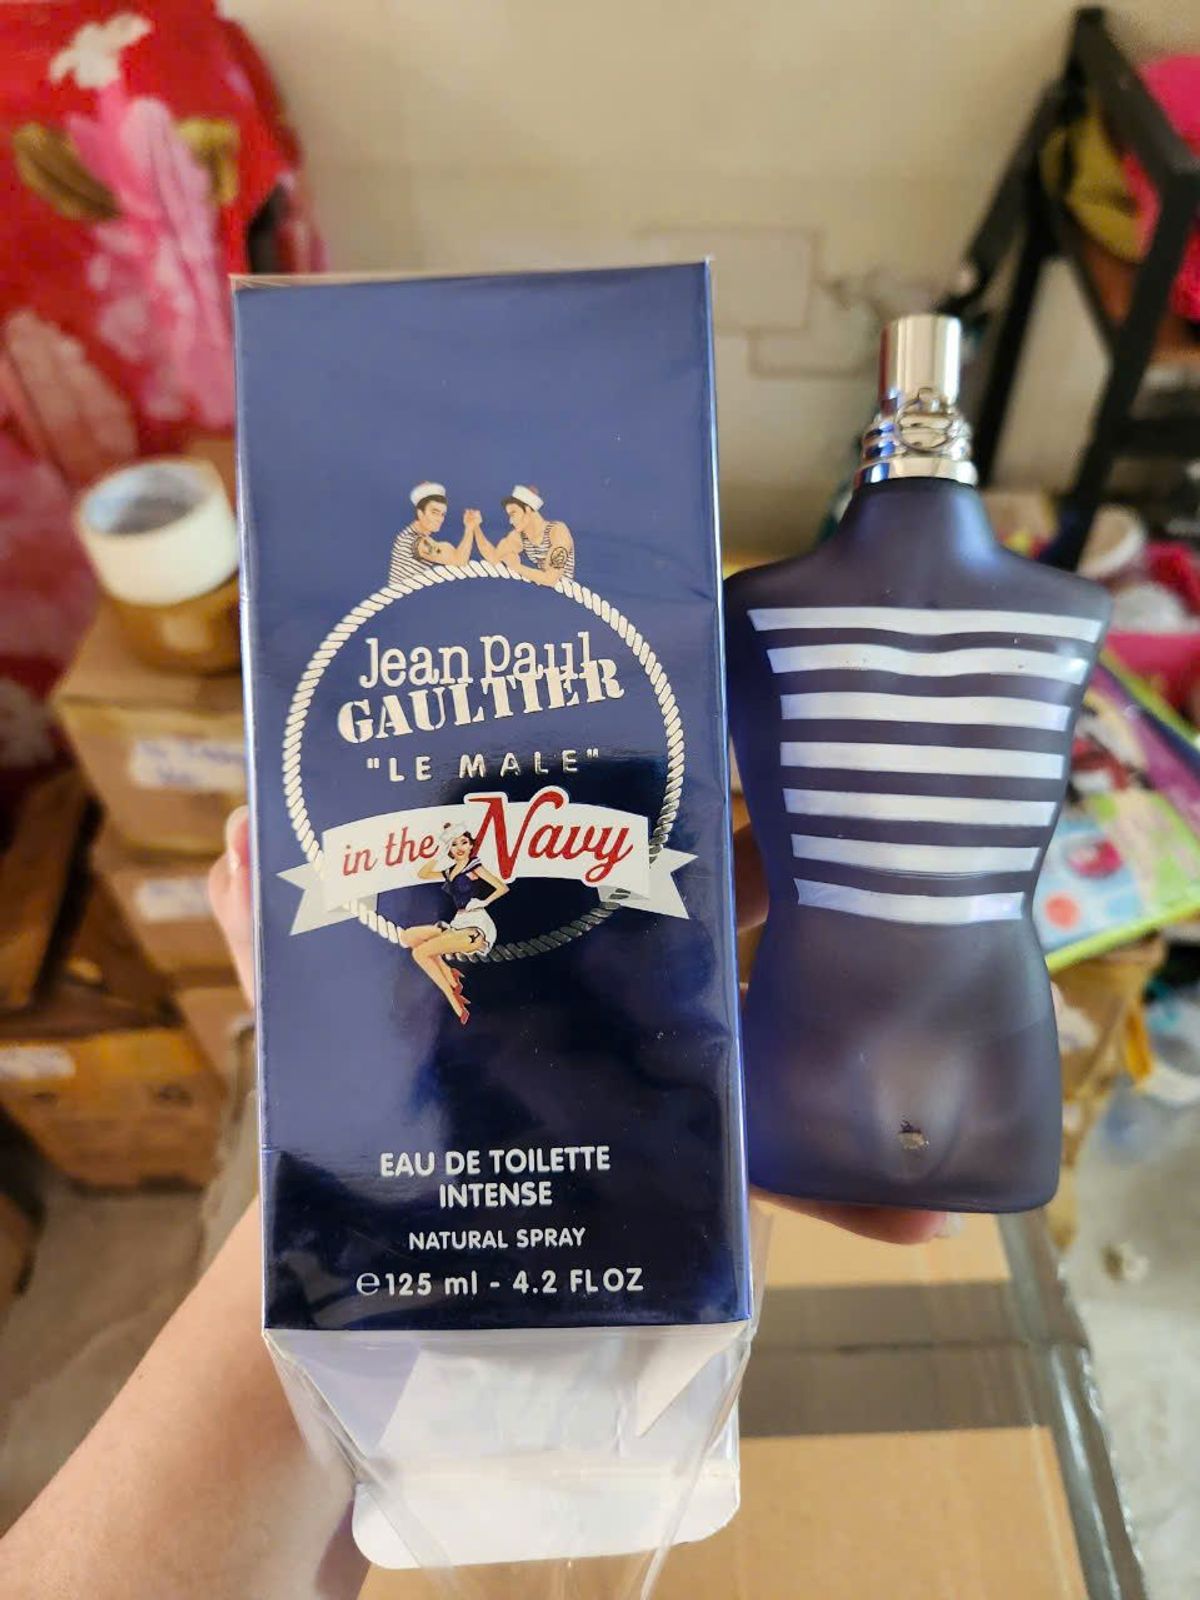 Jean Paul
GAULTIER
"LE MALE"
in the Navy
EAU DE TOILETTE
INTENSE
NATURAL SPRAY
℮125 ml - 4.2 FL OZ